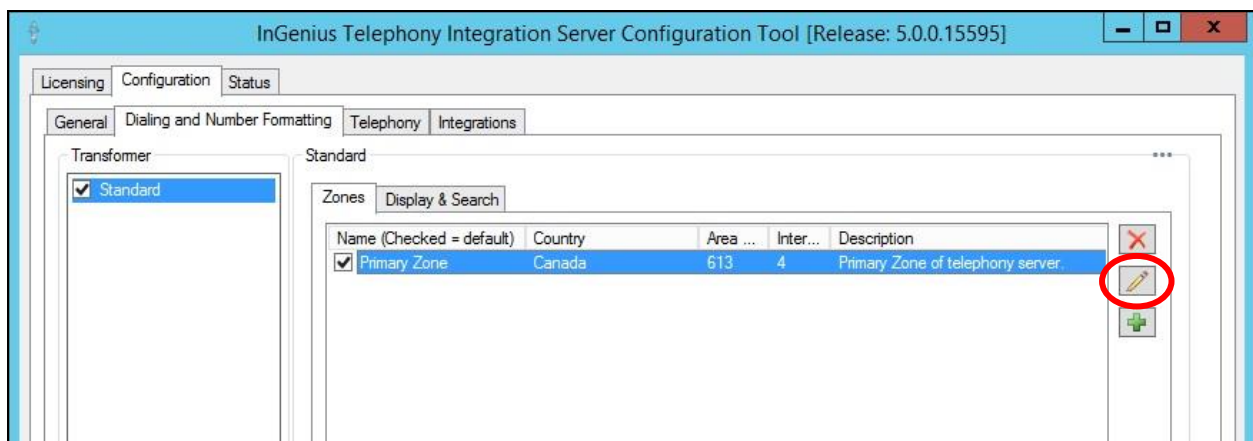 InGenius Telephony Integration Server Configuration Tool [Release: 5.0.0.15595]
Licensing Configuration Status
General Dialing and Number Formatting Telephony Integrations
Transformer Standard
Standard
Zones Display & Search
Name (Checked = default) Country Area ... Inter... Description
Primary Zone Canada 613 4 Primary Zone of telephony server.